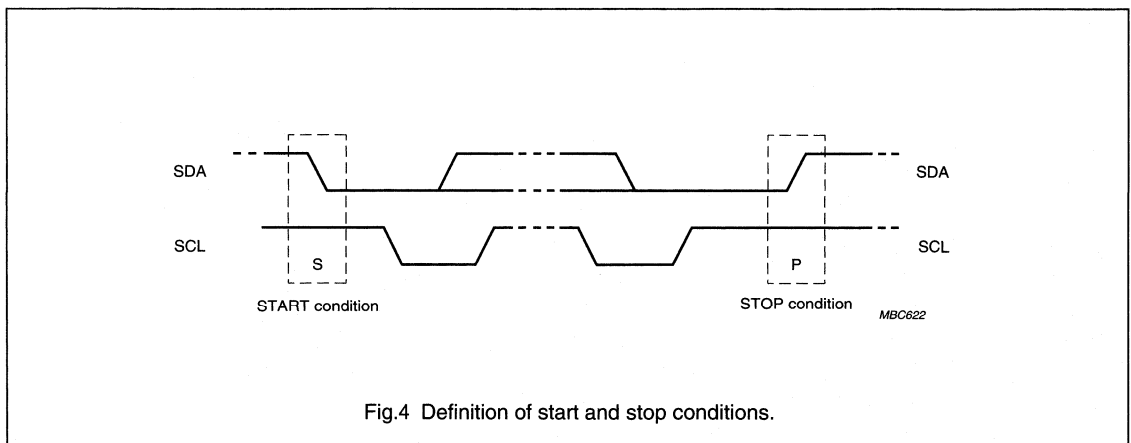 SDA SDA
SCL SCL
S P
START condition STOP condition
MBC622
Fig.4 Definition of start and stop conditions.